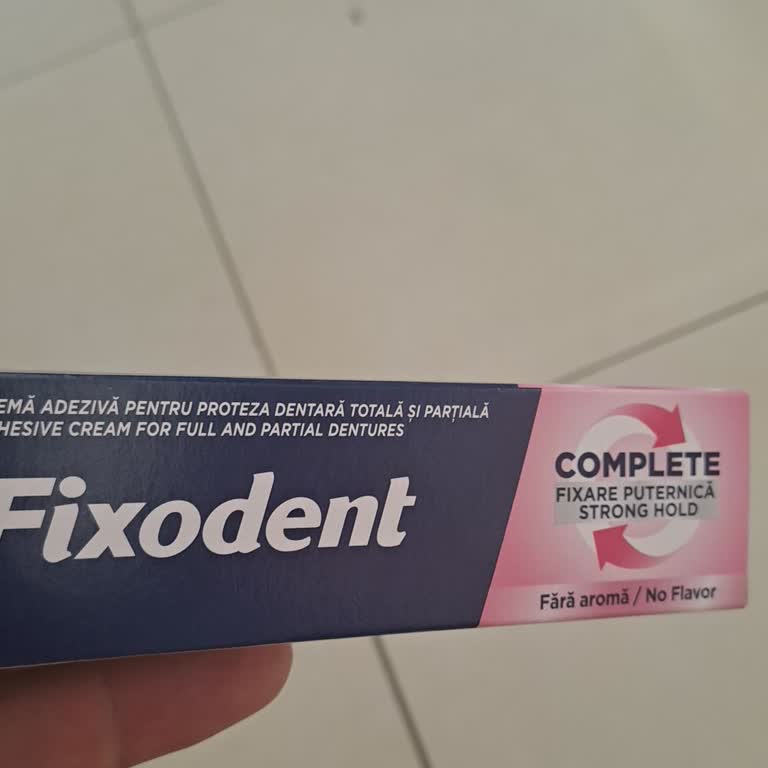 EMĂ ADEZIVĂ PENTRU PROTEZA DENTARĂ TOTALĂ ȘI PARȚIALĂ
HESIVE CREAM FOR FULL AND PARTIAL DENTURES
Fixodent
COMPLETE
FIXARE PUTERNICĂ
STRONG HOLD
Fără aromă / No Flavor